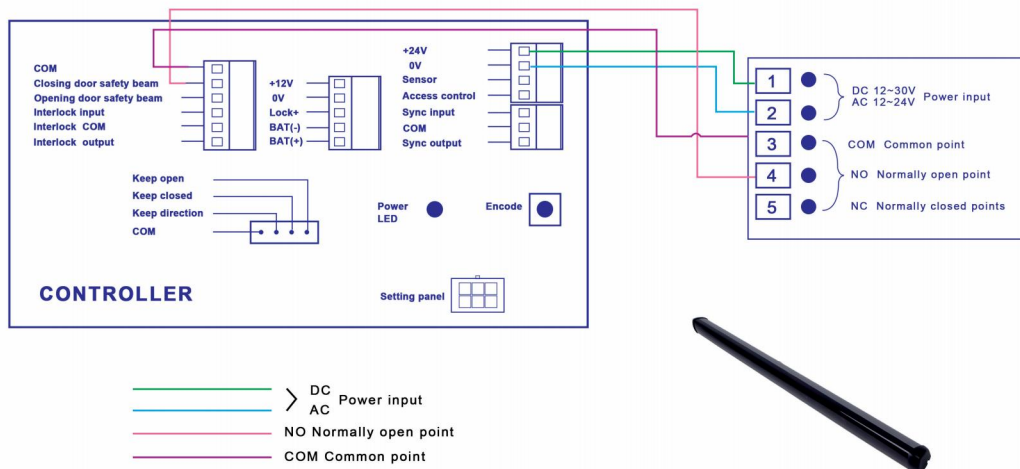 COM
Closing door safety beam
Opening door safety beam
Interlock input
Interlock COM
Interlock output
+12V
0V
Lock+
BAT(-)
BAT(+)
+24V
0V
Sensor
Access control
Sync input
COM
Sync output
Keep open
Keep closed
Keep direction
COM
Power
LED
Encode
CONTROLLER
Setting panel
1
2
3
4
5
DC 12~30V
AC 12~24V
Power input
COM Common point
NO Normally open point
NC Normally closed points
DC
AC
Power input
NO Normally open point
COM Common point